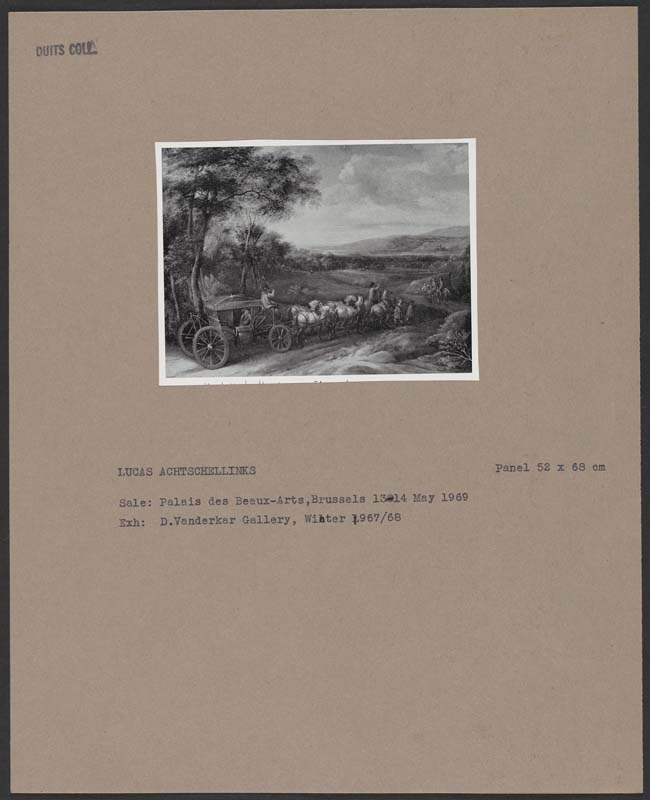 DUITS COLL
LUCAS ACHTSCHELLINKS
Panel 52 x 68 cm
Sale: Palais des Beaux-Arts,Brussels 13-14 May 1969
Exh: D.Vanderkar Gallery, Winter 1967/68